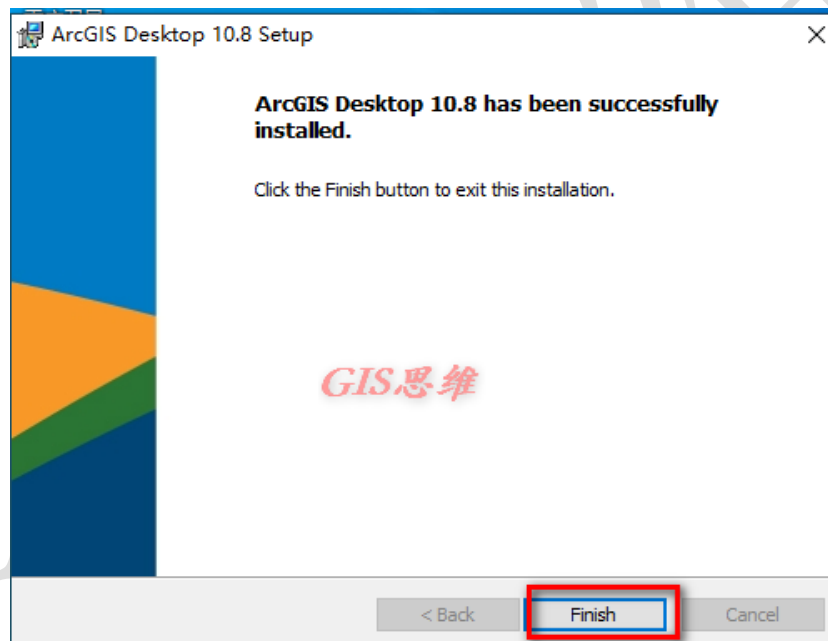 ArcGIS Desktop 10.8 Setup
ArcGIS Desktop 10.8 has been successfully
installed.
Click the Finish button to exit this installation.
GIS思维
< Back
Finish
Cancel